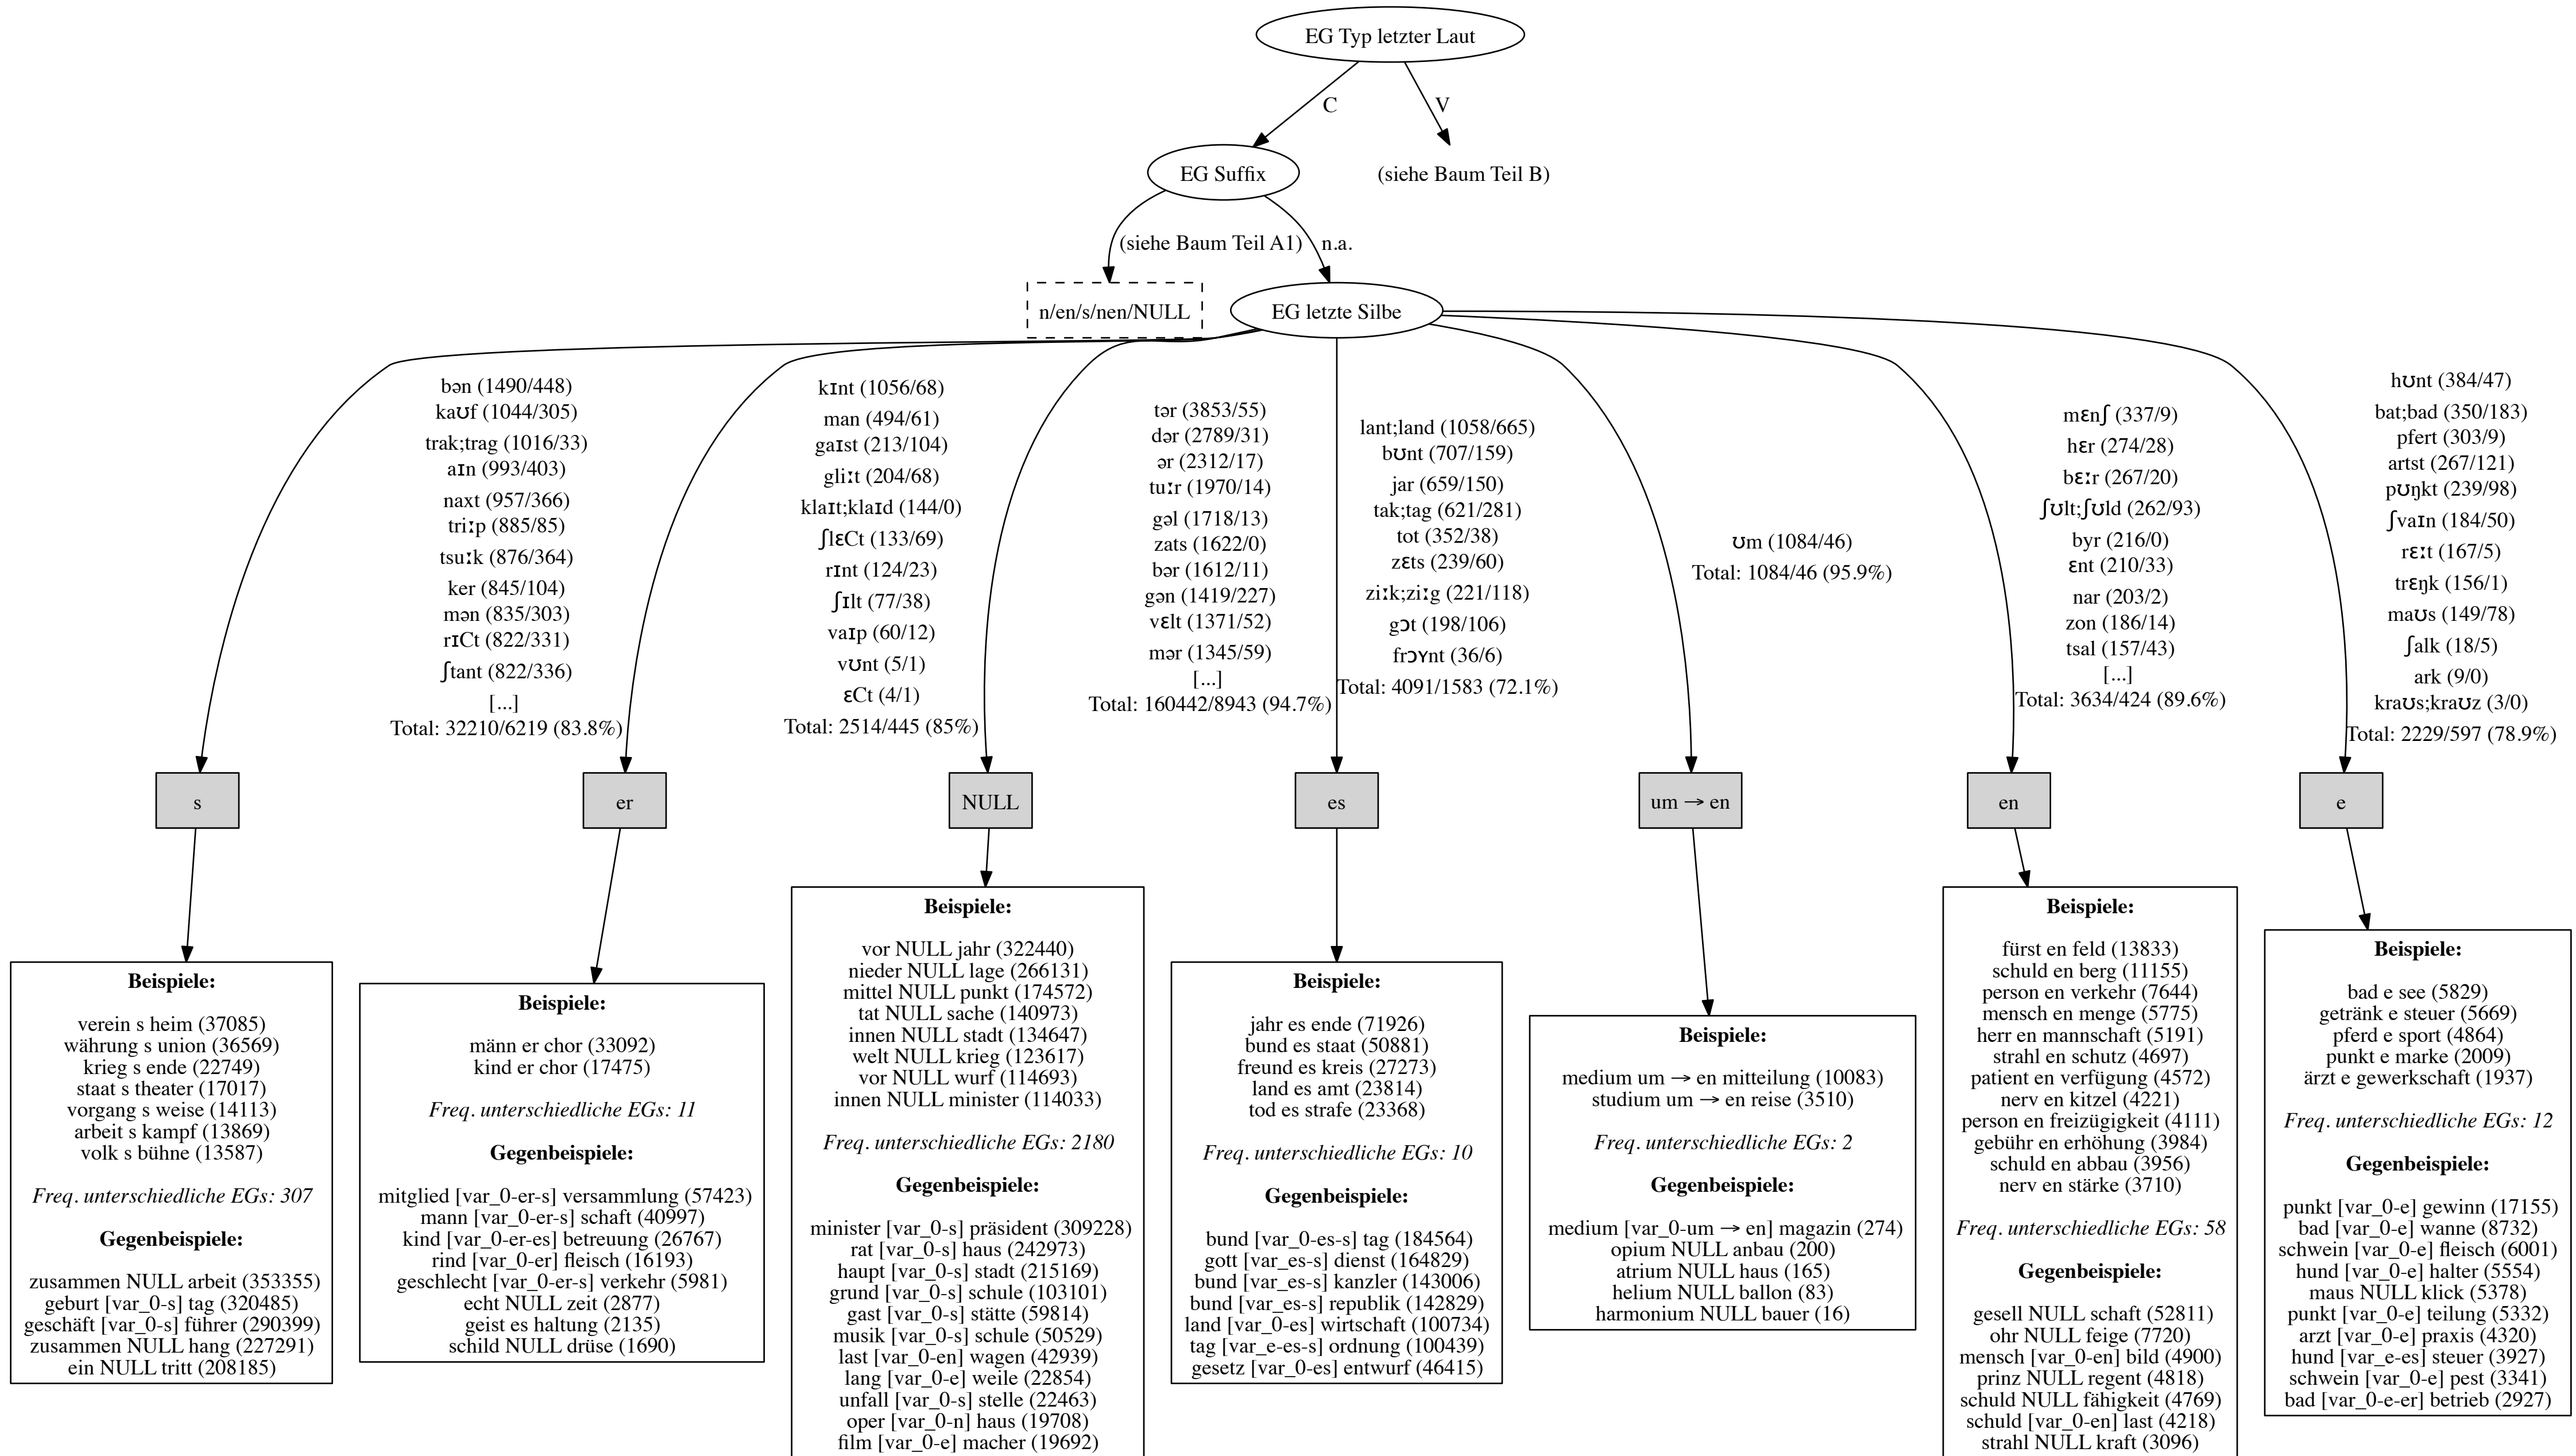 EG Typ letzter Laut
C
V
EG Suffix
(siehe Baum Teil B)
(siehe Baum Teil A1)
n.a.
n/en/s/nen/NULL
EG letzte Silbe
bən (1490/448)
kaʊf (1044/305)
trak;trag (1016/33)
aɪn (993/403)
naxt (957/366)
triːp (885/85)
tsuːk (876/364)
ker (845/104)
mən (835/303)
rɪCt (822/331)
ʃtant (822/336)
[...]
Total: 32210/6219 (83.8%)
kɪnt (1056/68)
man (494/61)
gaɪst (213/104)
gliːt (204/68)
klaɪt;klaɪd (144/0)
ʃlɛCt (133/69)
rɪnt (124/23)
ʃɪlt (77/38)
vaɪp (60/12)
vʊnt (5/1)
ɛCt (4/1)
Total: 2514/445 (85%)
tər (3853/55)
dər (2789/31)
ər (2312/17)
tuːr (1970/14)
gəl (1718/13)
zats (1622/0)
bər (1612/11)
gən (1419/227)
vɛlt (1371/52)
mər (1345/59)
[...]
Total: 160442/8943 (94.7%)
lant;land (1058/665)
bʊnt (707/159)
jar (659/150)
tak;tag (621/281)
tot (352/38)
zɛts (239/60)
ziːk;ziːg (221/118)
gɔt (198/106)
frɔʏnt (36/6)
Total: 4091/1583 (72.1%)
ʊm (1084/46)
Total: 1084/46 (95.9%)
mɛnʃ (337/9)
hɛr (274/28)
bɛːr (267/20)
ʃʊlt;ʃʊld (262/93)
byr (216/0)
ɛnt (210/33)
nar (203/2)
zon (186/14)
tsal (157/43)
[...]
Total: 3634/424 (89.6%)
hʊnt (384/47)
bat;bad (350/183)
pfert (303/9)
artst (267/121)
pʊŋkt (239/98)
ʃvaɪn (184/50)
rɛːt (167/5)
trɛŋk (156/1)
maʊs (149/78)
ʃalk (18/5)
ark (9/0)
kraʊs;kraʊz (3/0)
Total: 2229/597 (78.9%)
s
er
NULL
es
um → en
en
e
Beispiele:
verein s heim (37085)
währung s union (36569)
krieg s ende (22749)
staat s theater (17017)
vorgang s weise (14113)
arbeit s kampf (13869)
volk s bühne (13587)
Freq. unterschiedliche EGs: 307
Gegenbeispiele:
zusammen NULL arbeit (353355)
geburt [var_0-s] tag (320485)
geschäft [var_0-s] führer (290399)
zusammen NULL hang (227291)
ein NULL tritt (208185)
Beispiele:
männ er chor (33092)
kind er chor (17475)
Freq. unterschiedliche EGs: 11
Gegenbeispiele:
mitglied [var_0-er-s] versammlung (57423)
mann [var_0-er-s] schaft (40997)
kind [var_0-er-es] betreuung (26767)
rind [var_0-er] fleisch (16193)
geschlecht [var_0-er-s] verkehr (5981)
echt NULL zeit (2877)
geist es haltung (2135)
schild NULL drüse (1690)
Beispiele:
vor NULL jahr (322440)
nieder NULL lage (266131)
mittel NULL punkt (174572)
tat NULL sache (140973)
innen NULL stadt (134647)
welt NULL krieg (123617)
vor NULL wurf (114693)
innen NULL minister (114033)
Freq. unterschiedliche EGs: 2180
Gegenbeispiele:
minister [var_0-s] präsident (309228)
rat [var_0-s] haus (242973)
haupt [var_0-s] stadt (215169)
grund [var_0-s] schule (103101)
gast [var_0-s] stätte (59814)
musik [var_0-s] schule (50529)
last [var_0-en] wagen (42939)
lang [var_0-e] weile (22854)
unfall [var_0-s] stelle (22463)
oper [var_0-n] haus (19708)
film [var_0-e] macher (19692)
Beispiele:
jahr es ende (71926)
bund es staat (50881)
freund es kreis (27273)
land es amt (23814)
tod es strafe (23368)
Freq. unterschiedliche EGs: 10
Gegenbeispiele:
bund [var_0-es-s] tag (184564)
gott [var_es-s] dienst (164829)
bund [var_es-s] kanzler (143006)
bund [var_es-s] republik (142829)
land [var_0-es] wirtschaft (100734)
tag [var_e-es-s] ordnung (100439)
gesetz [var_0-es] entwurf (46415)
Beispiele:
medium um → en mitteilung (10083)
studium um → en reise (3510)
Freq. unterschiedliche EGs: 2
Gegenbeispiele:
medium [var_0-um → en] magazin (274)
opium NULL anbau (200)
atrium NULL haus (165)
helium NULL ballon (83)
harmonium NULL bauer (16)
Beispiele:
fürst en feld (13833)
schuld en berg (11155)
person en verkehr (7644)
mensch en menge (5775)
herr en mannschaft (5191)
strahl en schutz (4697)
patient en verfügung (4572)
nerv en kitzel (4221)
person en freizügigkeit (4111)
gebühr en erhöhung (3984)
schuld en abbau (3956)
nerv en stärke (3710)
Freq. unterschiedliche EGs: 58
Gegenbeispiele:
gesell NULL schaft (52811)
ohr NULL feige (7720)
mensch [var_0-en] bild (4900)
prinz NULL regent (4818)
schuld NULL fähigkeit (4769)
schuld [var_0-en] last (4218)
strahl NULL kraft (3096)
Beispiele:
bad e see (5829)
getränk e steuer (5669)
pferd e sport (4864)
punkt e marke (2009)
ärzt e gewerkschaft (1937)
Freq. unterschiedliche EGs: 12
Gegenbeispiele:
punkt [var_0-e] gewinn (17155)
bad [var_0-e] wanne (8732)
schwein [var_0-e] fleisch (6001)
hund [var_0-e] halter (5554)
maus NULL klick (5378)
punkt [var_0-e] teilung (5332)
arzt [var_0-e] praxis (4320)
hund [var_e-es] steuer (3927)
schwein [var_0-e] pest (3341)
bad [var_0-e-er] betrieb (2927)